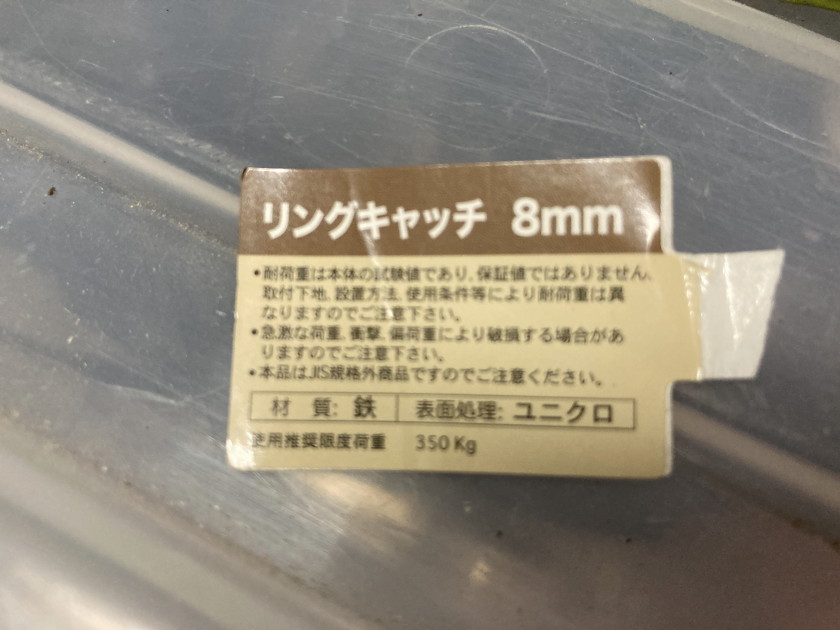 リングキャッチ 8mm
•耐荷重は本体の試験値であり、保証値ではありません、
取付下地、設置方法、使用条件等により耐荷重は異
なりますのでご注意下さい。
•急激な荷重、衝撃、偏荷重により破損する場合があ
りますのでご注意下さい。
•本品はJIS規格外商品ですのでご注意ください。
材 質: 鉄 表面処理: ユニクロ
使用推奨限度荷重 350Kg